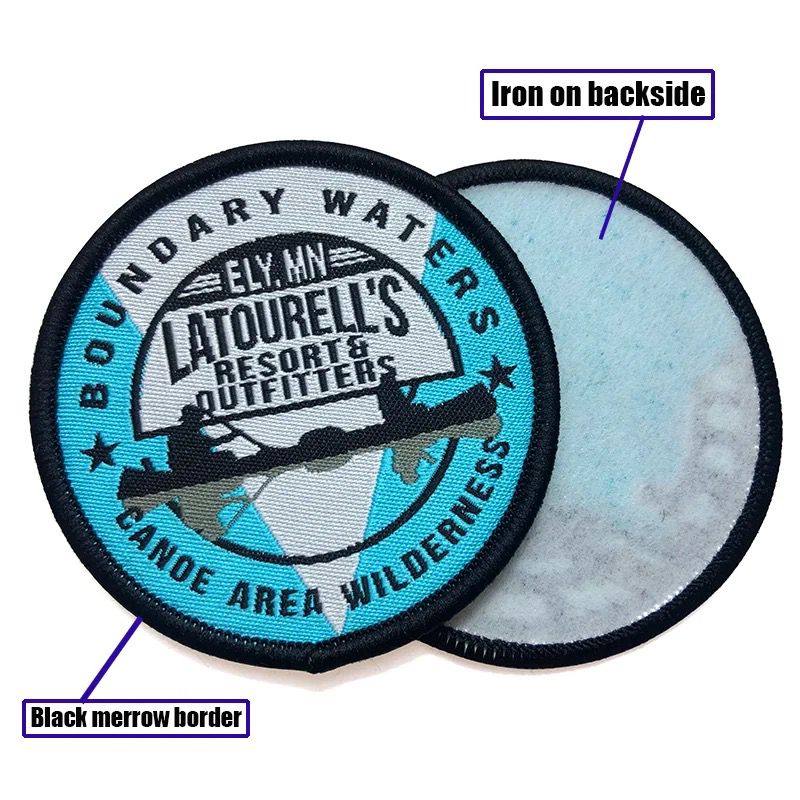 Iron on backside
BOUNDARY WATERS
ELY, MN
LATOURELL'S
RESORT &
OUTFITTERS
CANOE AREA WILDERNESS
Black merrow border